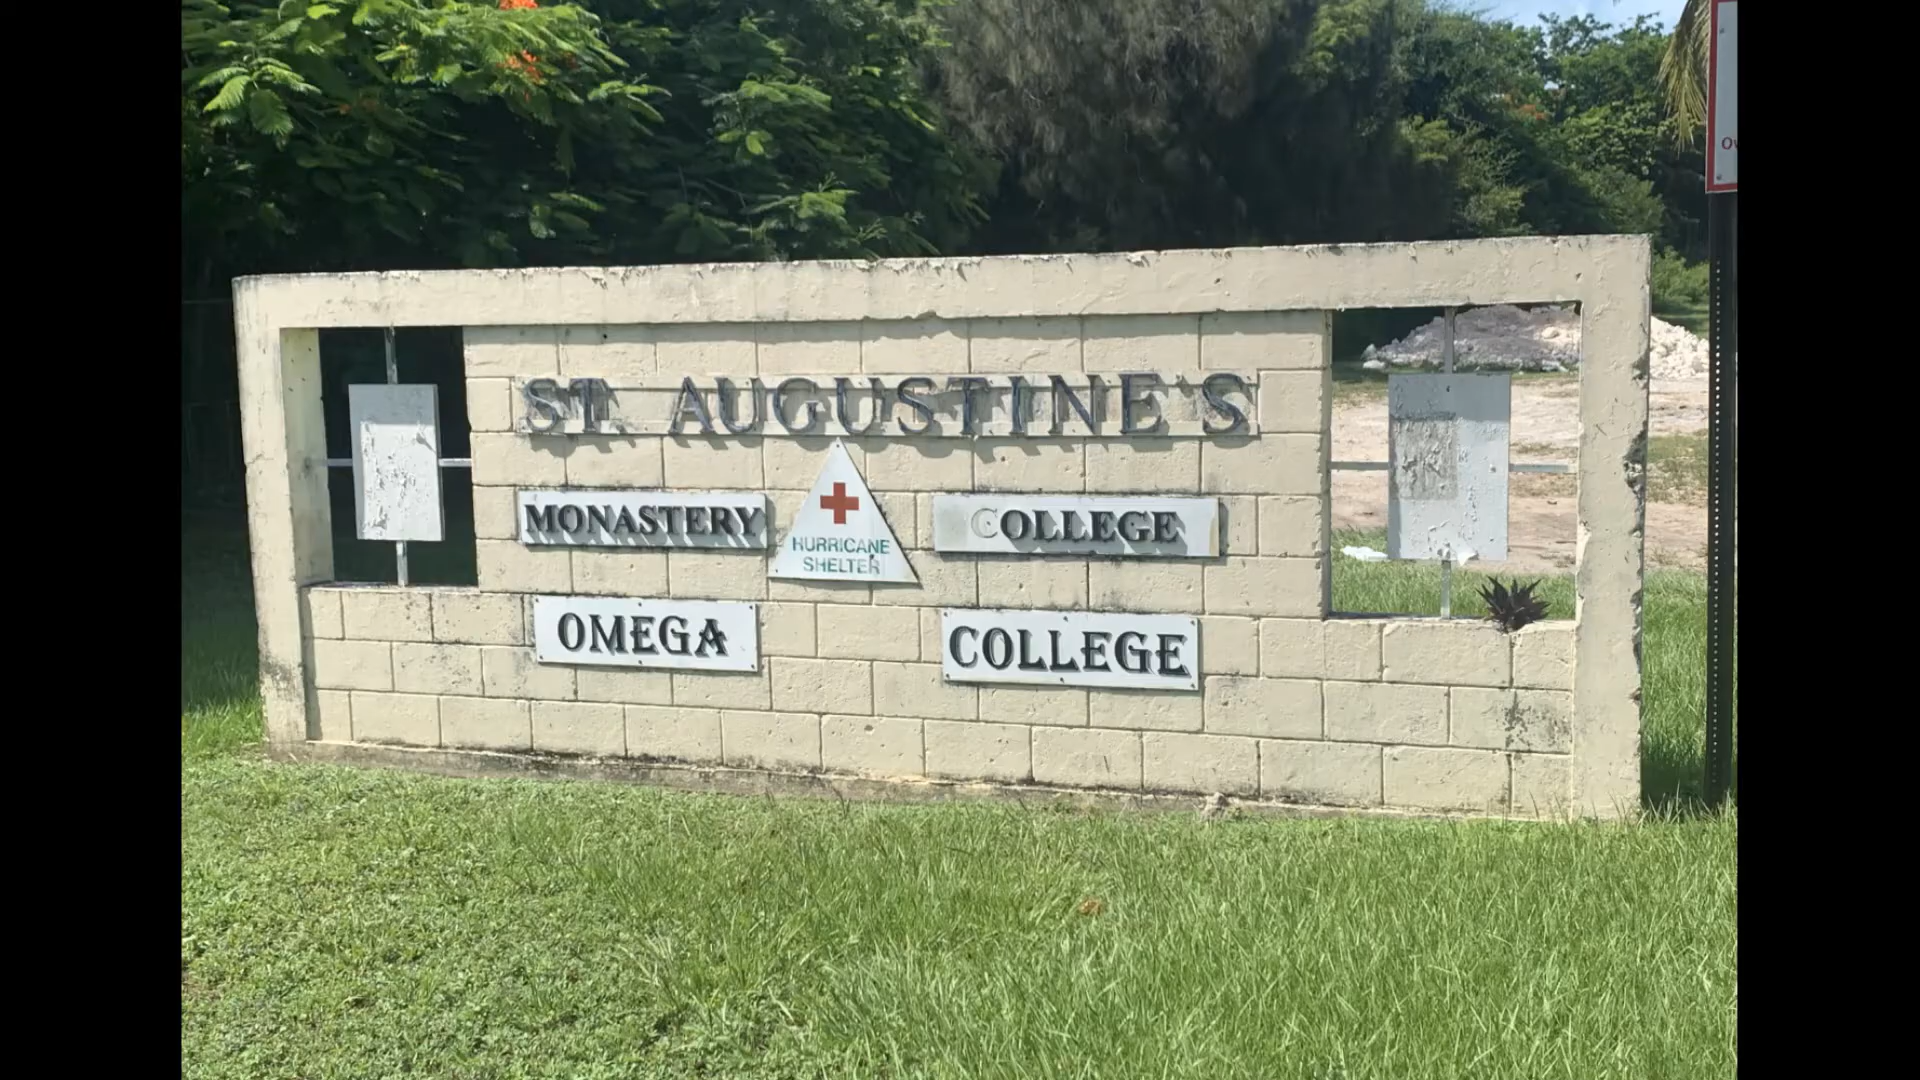 ST. AUGUSTINE'S
MONASTERY
HURRICANE
SHELTER
COLLEGE
OMEGA
COLLEGE